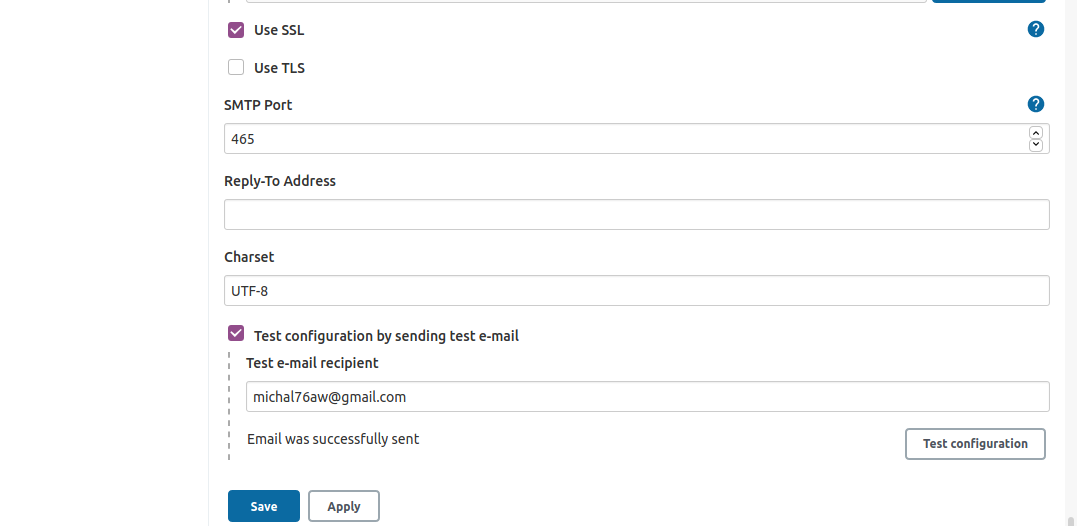 Use SSL
?
Use TLS
SMTP Port
?
465
Reply-To Address
Charset
UTF-8
Test configuration by sending test e-mail
Test e-mail recipient
michal76aw@gmail.com
Email was successfully sent
Test configuration
Save
Apply